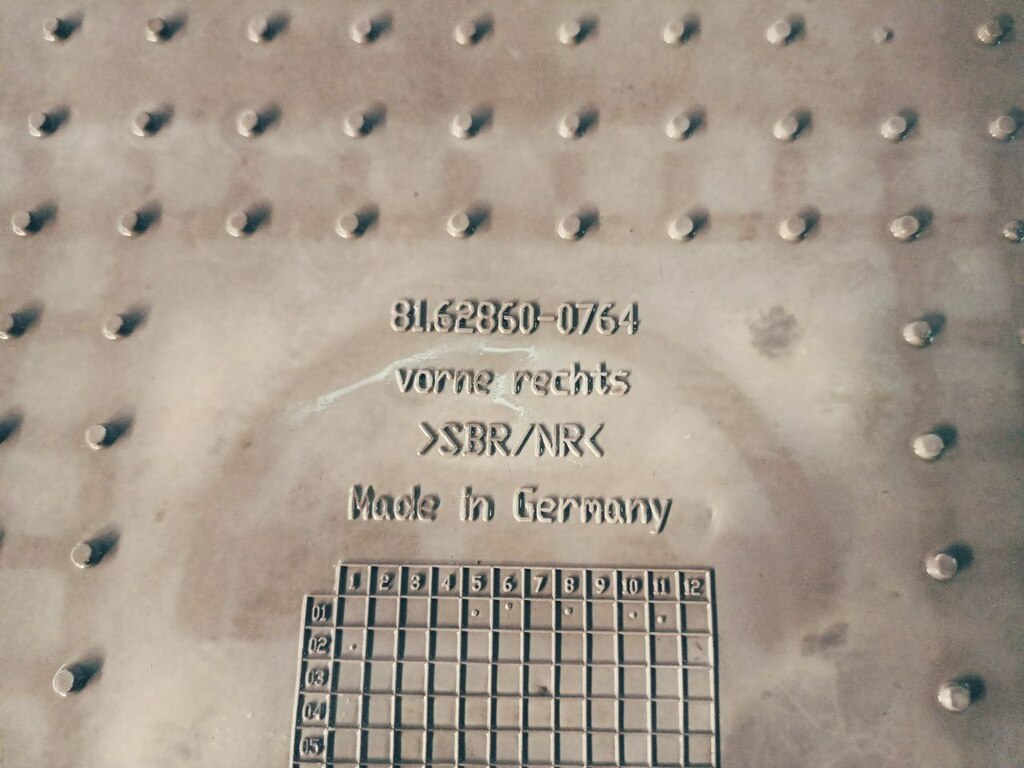 81.62860-0764
vorne rechts
>SBR/NR<
Made in Germany
1 2 3 4 5 6 7 8 9 10 11 12
01
02
03
04
05